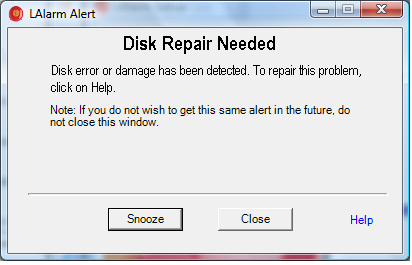 LAlarm Alert
Disk Repair Needed
Disk error or damage has been detected. To repair this problem,
click on Help.
Note: If you do not wish to get this same alert in the future, do
not close this window.
Snooze
Close
Help